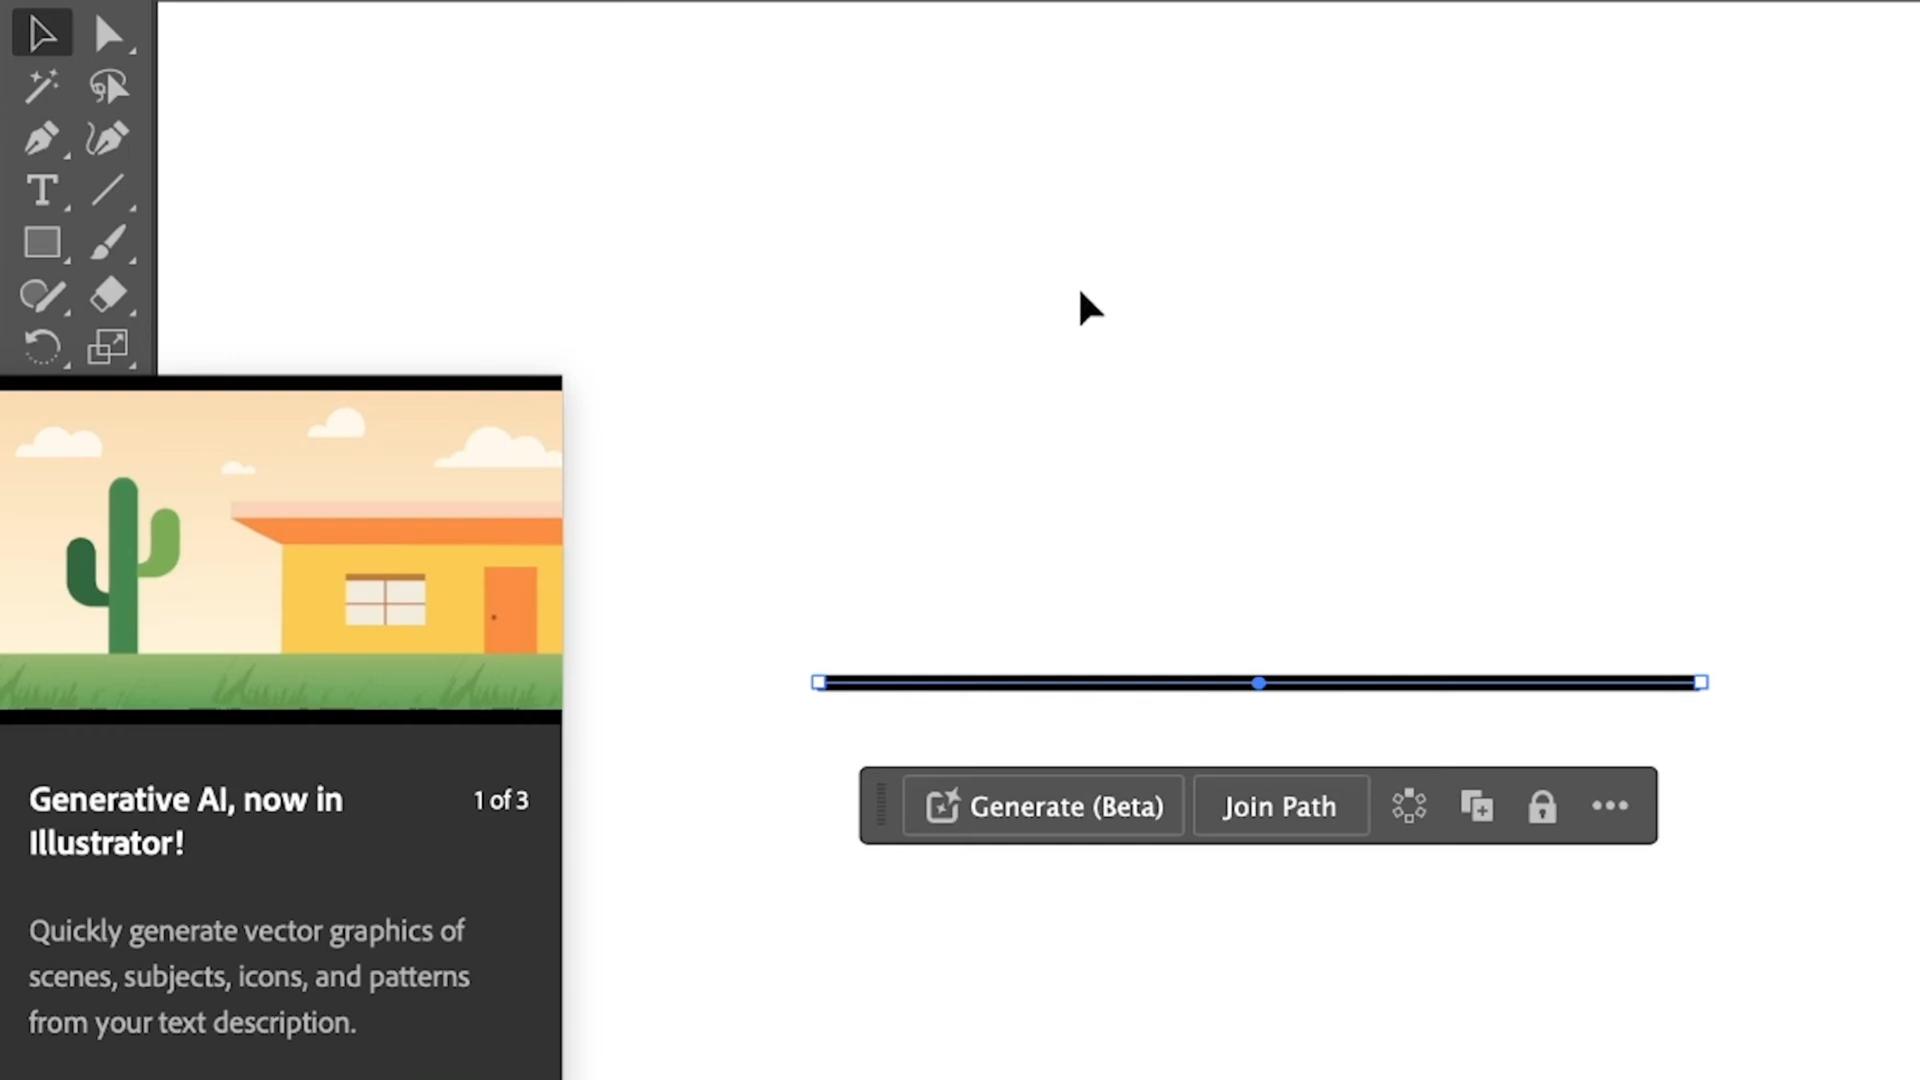 Generative AI, now in
Illustrator!
1 of 3
Quickly generate vector graphics of
scenes, subjects, icons, and patterns
from your text description.
Generate (Beta)
Join Path